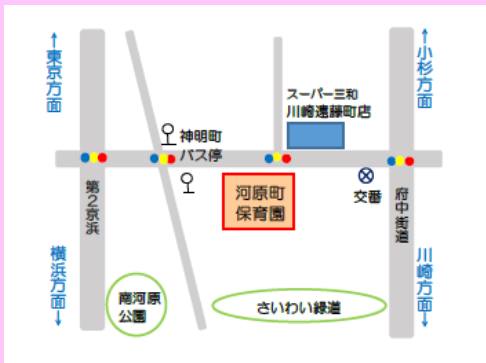 ←東京方面
←小杉方面
スーパー三和
川崎遠藤町店
神明町
バス停
第2京浜
河原町
保育園
交番
府中街道
横浜方面→
川崎方面→
南河原
公園
さいわい緑道